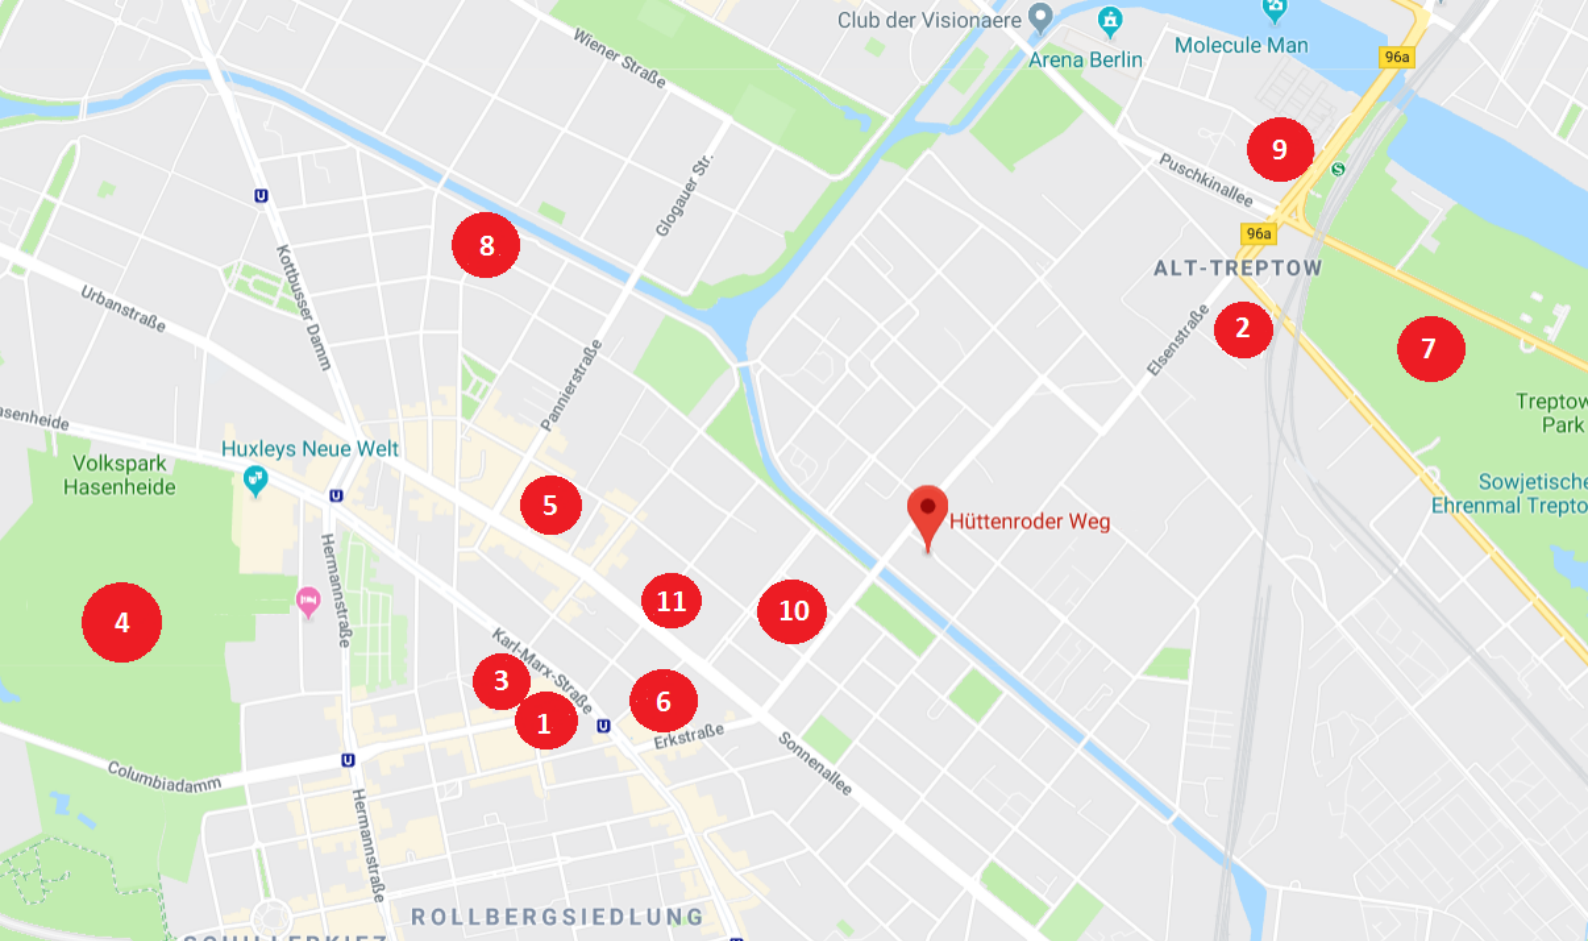 Club der Visionaere
Molecule Man
Arena Berlin
96a
Wiener Straße
9
Puschkinallee
Glogauer Str.
U
S
8
96a
ALT-TREPTOW
Kottbusser Damm
Urbanstraße
2
7
Elsenstraße
Pannierstraße
Treptow
Park
asenheide
Huxleys Neue Welt
Volkspark
Hasenheide
U
5
Sowjetische
Ehrenmal Trepto
Hüttenroder Weg
Hermannstraße
4
11
10
Karl-Marx-Straße
3
6
1
U
Erkstraße
Sonnenallee
U
Columbiadamm
Hermannstraße
ROLLBERGSIEDLUNG